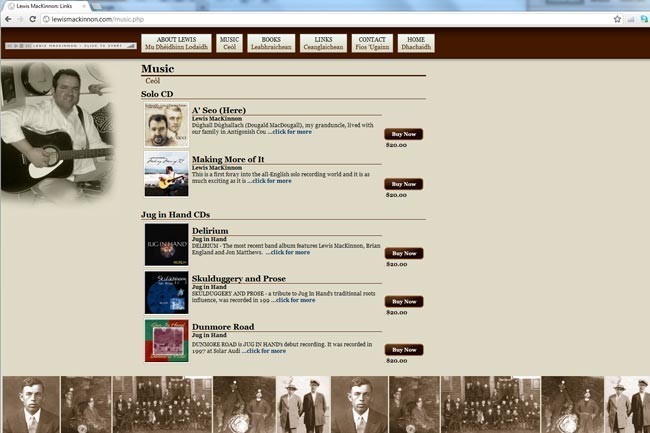 Lewis MacKinnon: Links
lewismackinnon.com/music.php
LEWIS MACKINNON - CLICK TO START
ABOUT LEWIS
Mu Dhéidhinn Lodaidh
MUSIC
Ceòl
BOOKS
Leabhraichean
LINKS
Ceanglaichean
CONTACT
Fios 'Ugainn
HOME
Dhachaidh
Music
Ceòl
Solo CD
A' Seo (Here)
Lewis MacKinnon
Dùghall Dùghallach (Dougald MacDougall), my granduncle, lived with
our family in Antigonish Cou ...click for more
Buy Now
$20.00
Making More of It
Lewis MacKinnon
This is a first foray into the all-English solo recording world and it is as
much exciting as it is ...click for more
Buy Now
$20.00
Jug in Hand CDs
JUG IN HAND
Delirium
Jug in Hand
DELIRIUM - The most recent band album features Lewis MacKinnon, Brian
England and Jon Matthews. ...click for more
Buy Now
$20.00
Skulduggery and Prose
Jug in Hand
SKULDUGGERY AND PROSE - a tribute to Jug In Hand's traditional roots
influence, was recorded in 199 ...click for more
Buy Now
$20.00
Dunmore Road
Jug in Hand
DUNMORE ROAD is JUG IN HAND's debut recording. It was recorded in
1997 at Solar Audi ...click for more
Buy Now
$20.00